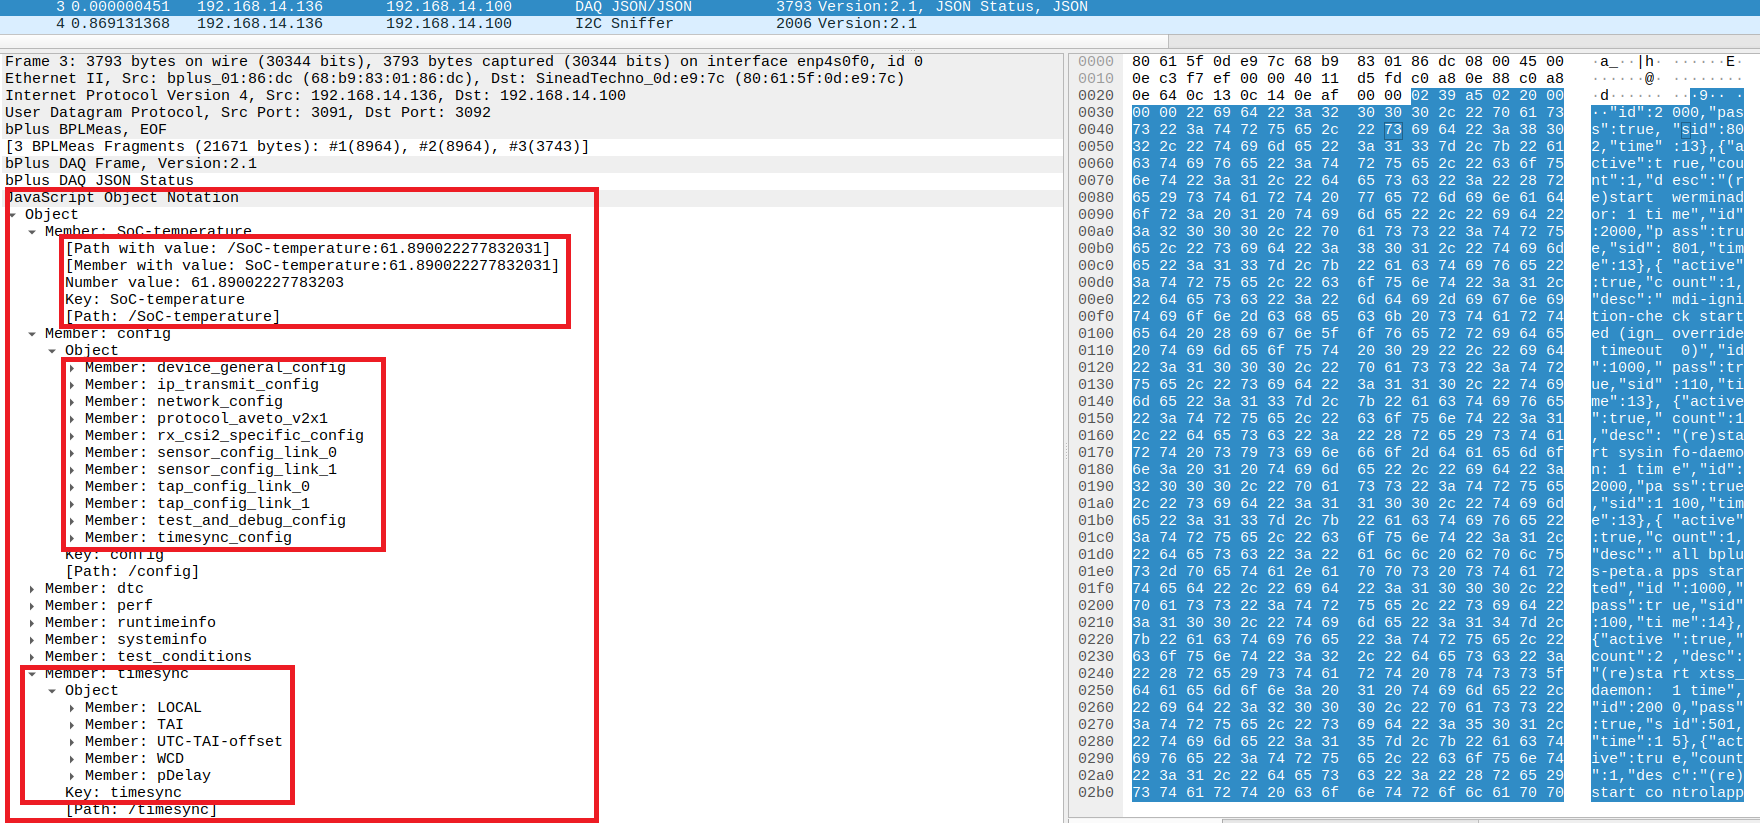 3 0.000000451 192.168.14.136 192.168.14.100 DAQ JSON/JSON 3793 Version:2.1, JSON Status, JSON
4 0.869131368 192.168.14.136 192.168.14.100 I2C Sniffer 2006 Version:2.1
Frame 3: 3793 bytes on wire (30344 bits), 3793 bytes captured (30344 bits) on interface enp4s0f0, id 0
Ethernet II, Src: bplus_01:86:dc (68:b9:83:01:86:dc), Dst: SineadTechno_0d:e9:7c (80:61:5f:0d:e9:7c)
Internet Protocol Version 4, Src: 192.168.14.136, Dst: 192.168.14.100
User Datagram Protocol, Src Port: 3091, Dst Port: 3092
bPlus BPLMeas, EOF
[3 BPLMeas Fragments (21671 bytes): #1(8964), #2(8964), #3(3743)]
bPlus DAQ Frame, Version:2.1
bPlus DAQ JSON Status
JavaScript Object Notation
Object
Member: SoC-temperature
[Path with value: /SoC-temperature:61.890022277832031]
[Member with value: SoC-temperature:61.890022277832031]
Number value: 61.89002227783203
Key: SoC-temperature
[Path: /SoC-temperature]
Member: config
Object
Member: device_general_config
Member: ip_transmit_config
Member: network_config
Member: protocol_aveto_v2x1
Member: rx_csi2_specific_config
Member: sensor_config_link_0
Member: sensor_config_link_1
Member: tap_config_link_0
Member: tap_config_link_1
Member: test_and_debug_config
Member: timesync_config
Key: config
[Path: /config]
Member: dtc
Member: perf
Member: runtimeinfo
Member: systeminfo
Member: test_conditions
Member: timesync
Object
Member: LOCAL
Member: TAI
Member: UTC-TAI-offset
Member: WCD
Member: pDelay
Key: timesync
[Path: /timesync]
0000 80 61 5f 0d e9 7c 68 b9 83 01 86 dc 08 00 45 00 ·a_··|h· ······E·
0010 0e c3 f7 ef 00 00 40 11 d5 fd c0 a8 0e 88 c0 a8 ······@· ········
0020 0e 64 0c 13 0c 14 0e af 00 00 02 39 a5 02 20 00 ·d······ ···9·· ·
0030 00 00 22 69 64 22 3a 32 30 30 30 2c 22 70 61 73 ··"id":2 000,"pas
0040 73 22 3a 74 72 75 65 2c 22 73 69 64 22 3a 38 30 s":true, "sid":80
0050 32 2c 22 74 69 6d 65 22 3a 31 33 7d 2c 7b 22 61 2,"time" :13},{"a
0060 63 74 69 76 65 22 3a 74 72 75 65 2c 22 63 6f 75 ctive":t rue,"cou
0070 6e 74 22 3a 31 2c 22 64 65 73 63 22 3a 22 28 72 nt":1,"d esc":"(r
0080 65 29 73 74 61 72 74 20 77 65 72 6d 69 6e 61 64 e)start werminad
0090 6f 72 3a 20 31 20 74 69 6d 65 22 2c 22 69 64 22 or: 1 ti me","id"
00a0 3a 32 30 30 30 2c 22 70 61 73 73 22 3a 74 72 75 :2000,"p ass":tru
00b0 65 2c 22 73 69 64 22 3a 38 30 31 2c 22 74 69 6d e,"sid": 801,"tim
00c0 65 22 3a 31 33 7d 2c 7b 22 61 63 74 69 76 65 22 e":13},{ "active"
00d0 3a 74 72 75 65 2c 22 63 6f 75 6e 74 22 3a 31 2c :true,"c ount":1,
00e0 22 64 65 73 63 22 3a 22 6d 64 69 2d 69 67 6e 69 "desc":" mdi-igni
00f0 74 69 6f 6e 2d 63 68 65 63 6b 20 73 74 61 72 74 tion-che ck start
0100 65 64 20 28 69 67 6e 5f 6f 76 65 72 72 69 64 65 ed (ign_ override
0110 20 74 69 6d 65 6f 75 74 20 30 29 22 2c 22 69 64 timeout 0)","id
0120 22 3a 31 30 30 30 2c 22 70 61 73 73 22 3a 74 72 ":1000," pass":tr
0130 75 65 2c 22 73 69 64 22 3a 31 31 30 2c 22 74 69 ue,"sid" :110,"ti
0140 6d 65 22 3a 31 33 7d 2c 7b 22 61 63 74 69 76 65 me":13}, {"active
0150 22 3a 74 72 75 65 2c 22 63 6f 75 6e 74 22 3a 31 ":true," count":1
0160 2c 22 64 65 73 63 22 3a 22 28 72 65 29 73 74 61 ,"desc": "(re)sta
0170 72 74 20 73 79 73 69 6e 66 6f 2d 64 61 65 6d 6f rt sysin fo-daemo
0180 6e 3a 20 31 20 74 69 6d 65 22 2c 22 69 64 22 3a n: 1 tim e","id":
0190 32 30 30 30 2c 22 70 61 73 73 22 3a 74 72 75 65 2000,"pa ss":true
01a0 2c 22 73 69 64 22 3a 31 31 30 30 2c 22 74 69 6d ,"sid":1 100,"tim
01b0 65 22 3a 31 33 7d 2c 7b 22 61 63 74 69 76 65 22 e":13},{ "active"
01c0 3a 74 72 75 65 2c 22 63 6f 75 6e 74 22 3a 31 2c :true,"c ount":1,
01d0 22 64 65 73 63 22 3a 22 61 6c 6c 20 62 70 6c 75 "desc":" all bplu
01e0 73 2d 70 65 74 61 2e 61 70 70 73 20 73 74 61 72 s-peta.a pps star
01f0 74 65 64 22 2c 22 69 64 22 3a 31 30 30 30 2c 22 ted","id ":1000,"
0200 70 61 73 73 22 3a 74 72 75 65 2c 22 73 69 64 22 pass":tr ue,"sid"
0210 3a 31 30 30 2c 22 74 69 6d 65 22 3a 31 34 7d 2c :100,"ti me":14},
0220 7b 22 61 63 74 69 76 65 22 3a 74 72 75 65 2c 22 {"active ":true,"
0230 63 6f 75 6e 74 22 3a 32 2c 22 64 65 73 63 22 3a count":2 ,"desc":
0240 22 28 72 65 29 73 74 61 72 74 20 78 74 73 73 5f "(re)sta rt xtss_
0250 64 61 65 6d 6f 6e 3a 20 31 20 74 69 6d 65 22 2c daemon: 1 time",
0260 22 69 64 22 3a 32 30 30 30 2c 22 70 61 73 73 22 "id":200 0,"pass"
0270 3a 74 72 75 65 2c 22 73 69 64 22 3a 35 30 31 2c :true,"s id":501,
0280 22 74 69 6d 65 22 3a 31 35 7d 2c 7b 22 61 63 74 "time":1 5},{"act
0290 69 76 65 22 3a 74 72 75 65 2c 22 63 6f 75 6e 74 ive":tru e,"count
02a0 22 3a 31 2c 22 64 65 73 63 22 3a 22 28 72 65 29 ":1,"des c":"(re)
02b0 73 74 61 72 74 20 63 6f 6e 74 72 6f 6c 61 70 70 start co ntrolapp